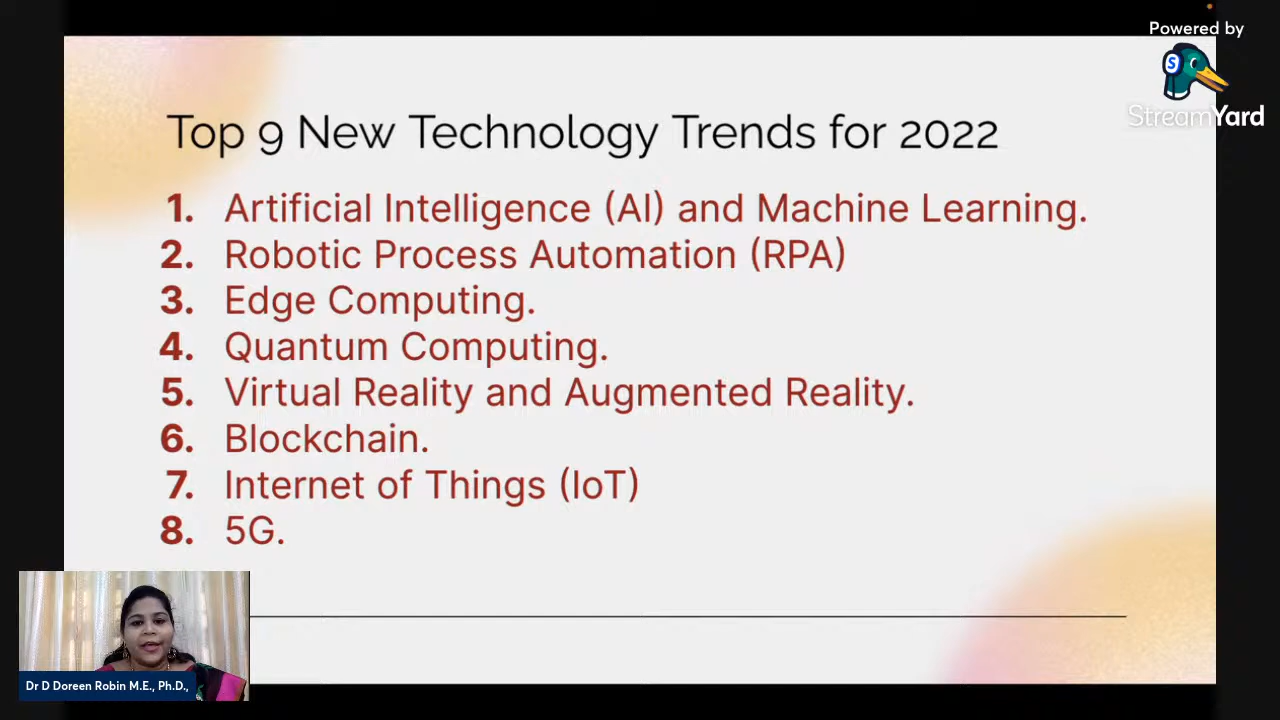 Powered by
S
StreamYard
Top 9 New Technology Trends for 2022
1. Artificial Intelligence (AI) and Machine Learning.
2. Robotic Process Automation (RPA)
3. Edge Computing.
4. Quantum Computing.
5. Virtual Reality and Augmented Reality.
6. Blockchain.
7. Internet of Things (IoT)
8. 5G.
Dr D Doreen Robin M.E., Ph.D.,